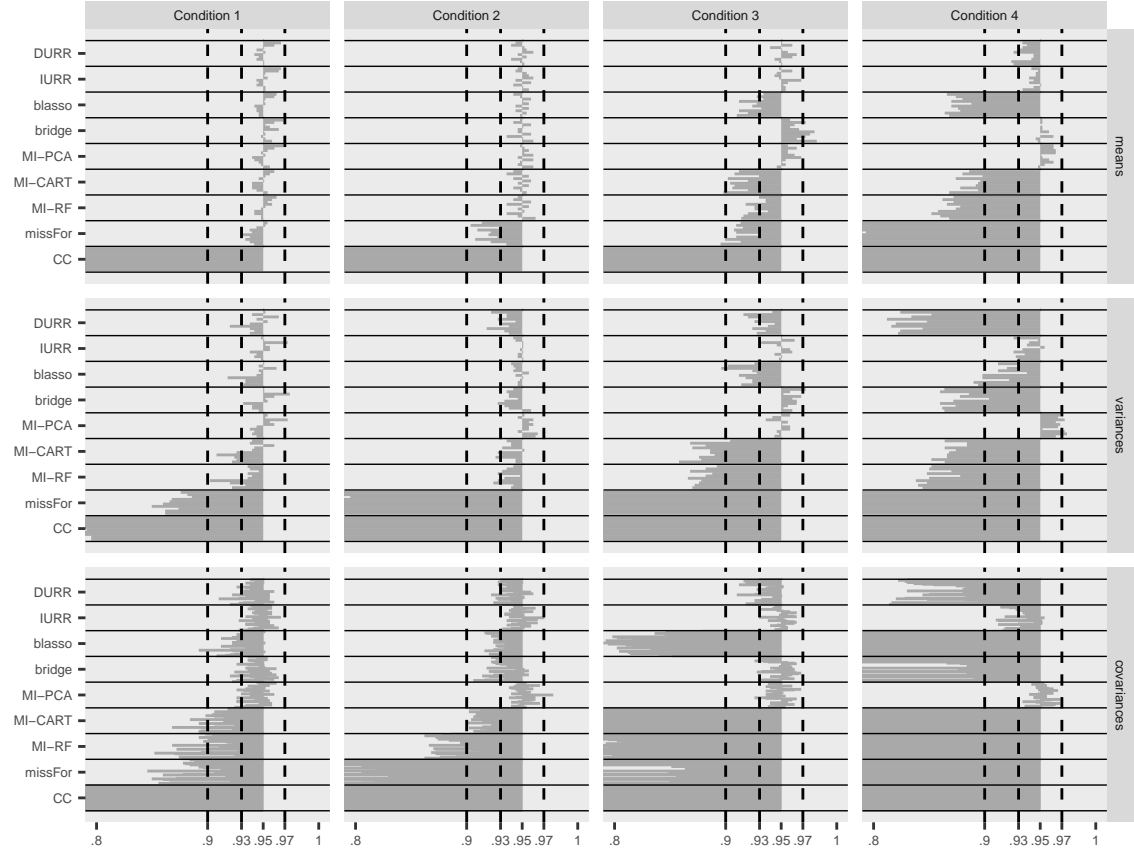 Condition 1 Condition 2 Condition 3 Condition 4
DURR
IURR
blasso
bridge
MI−PCA
MI−CART
MI−RF
missFor
CC
means
DURR
IURR
blasso
bridge
MI−PCA
MI−CART
MI−RF
missFor
CC
variances
DURR
IURR
blasso
bridge
MI−PCA
MI−CART
MI−RF
missFor
CC
covariances
.8 .9 .93 .95 .97 1 .8 .9 .93 .95 .97 1 .8 .9 .93 .95 .97 1 .8 .9 .93 .95 .97 1